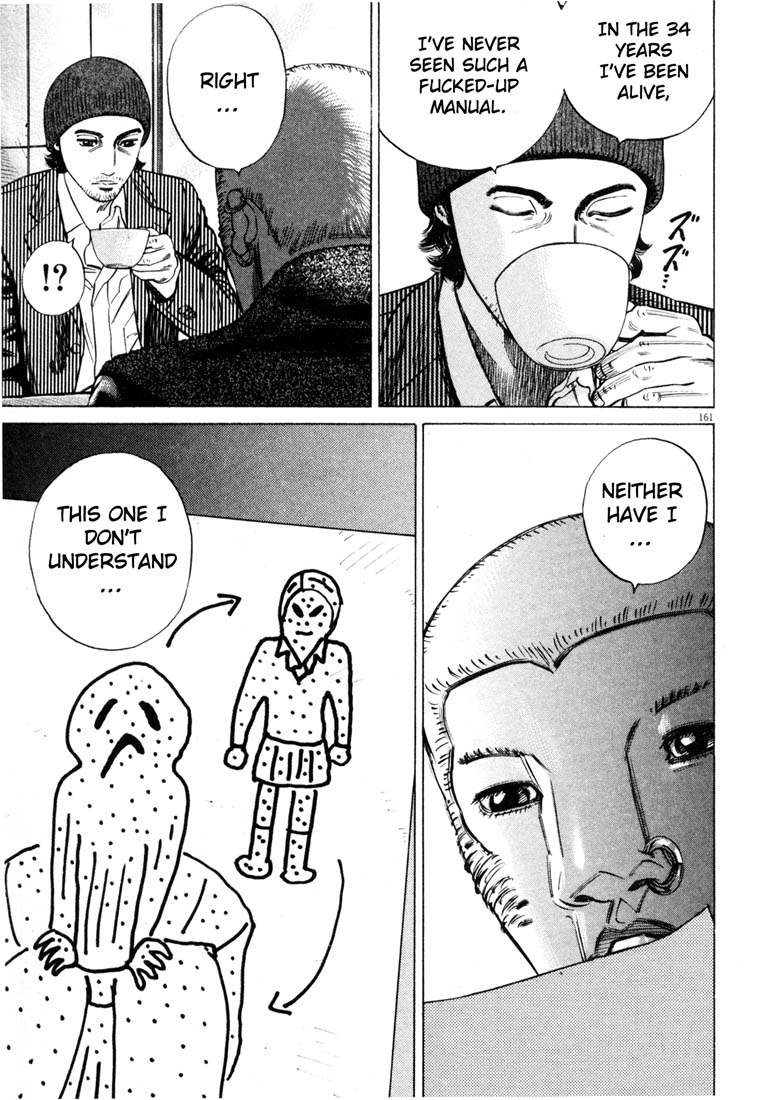 IN THE 34
YEARS
I'VE BEEN
ALIVE,
I'VE NEVER
SEEN SUCH A
FUCKED-UP
MANUAL.
ズズズ…
RIGHT
...
!?
161
NEITHER
HAVE I
...
THIS ONE I
DON'T
UNDERSTAND
...